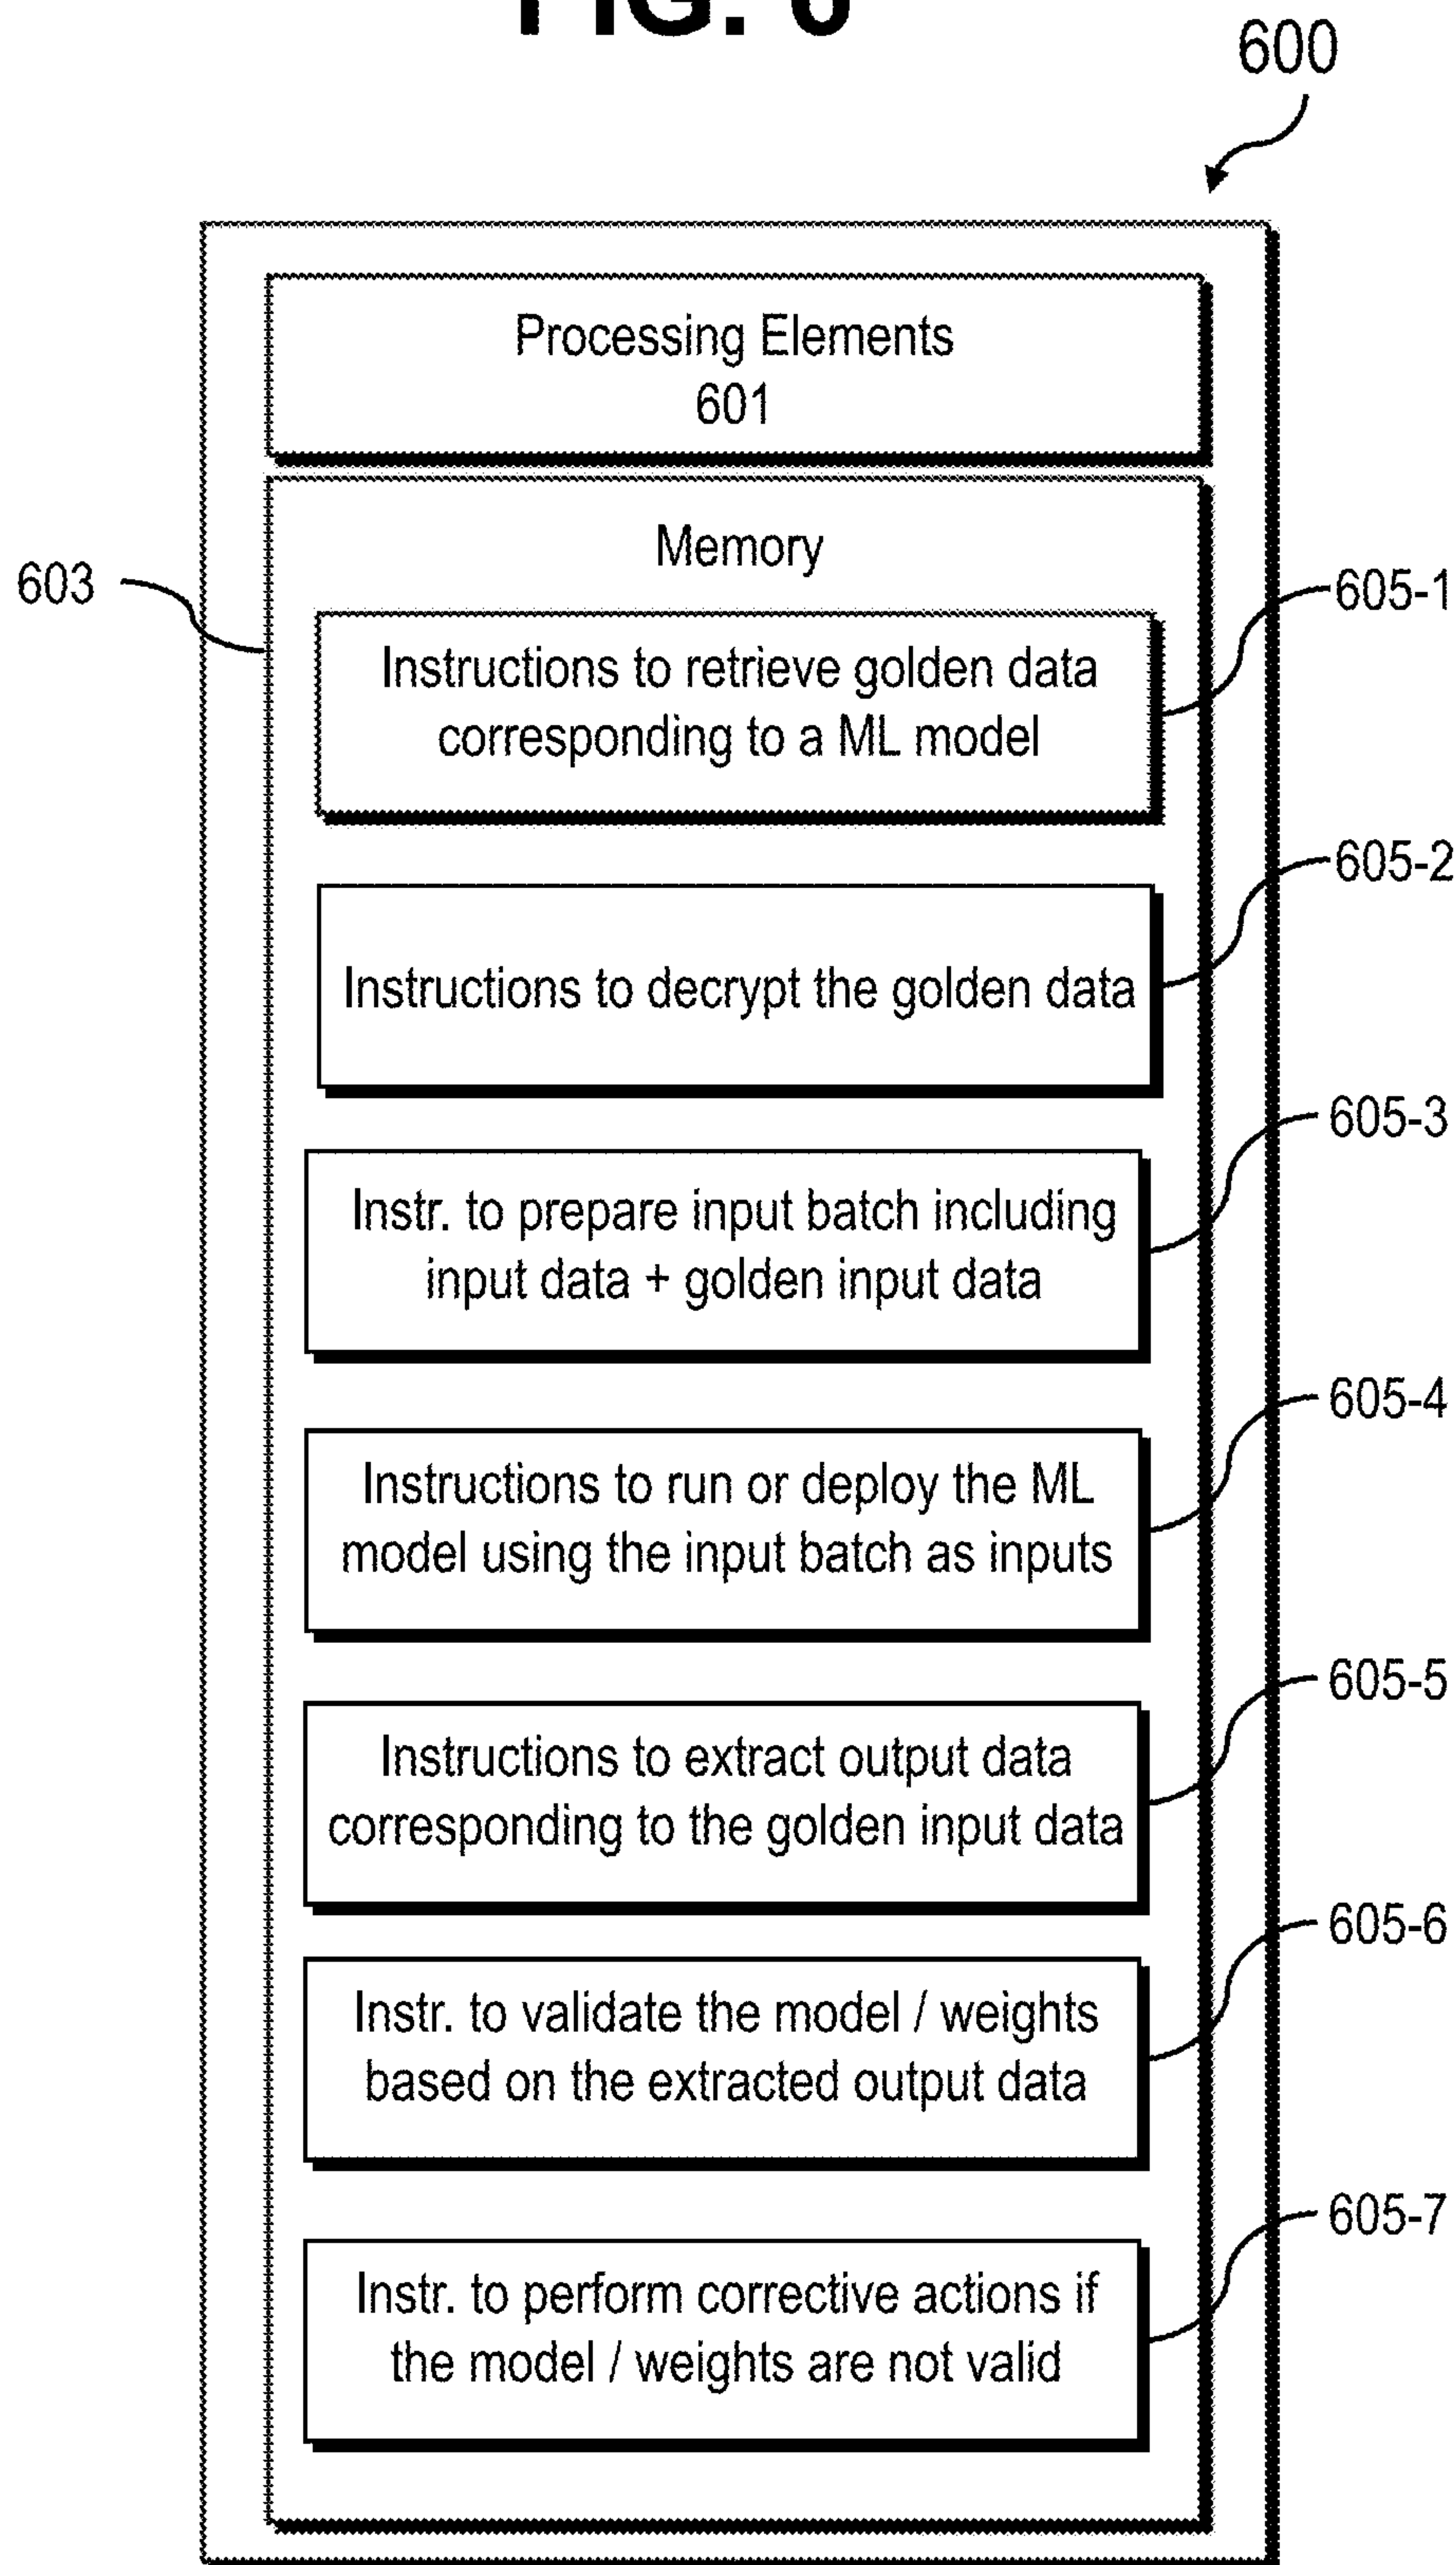 FIG. 6
600
Processing Elements
601
Memory
603
Instructions to retrieve golden data
corresponding to a ML model
605-1
Instructions to decrypt the golden data
605-2
Instr. to prepare input batch including
input data + golden input data
605-3
Instructions to run or deploy the ML
model using the input batch as inputs
605-4
Instructions to extract output data
corresponding to the golden input data
605-5
Instr. to validate the model / weights
based on the extracted output data
605-6
Instr. to perform corrective actions if
the model / weights are not valid
605-7